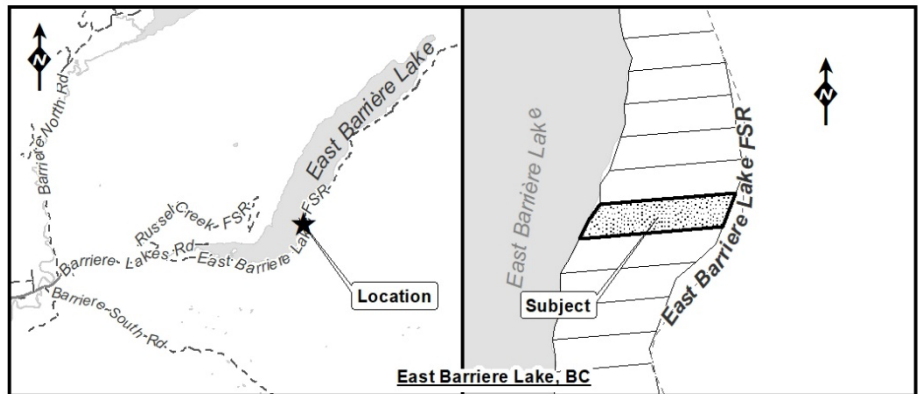 N
Barriere North Rd
East Barrière Lake
Russel Creek FSR
Barriere Lakes Rd
East Barriere Lake FSR
Location
Barriere South Rd
N
East Barrière Lake
East Barriere Lake FSR
Subject
East Barriere Lake, BC